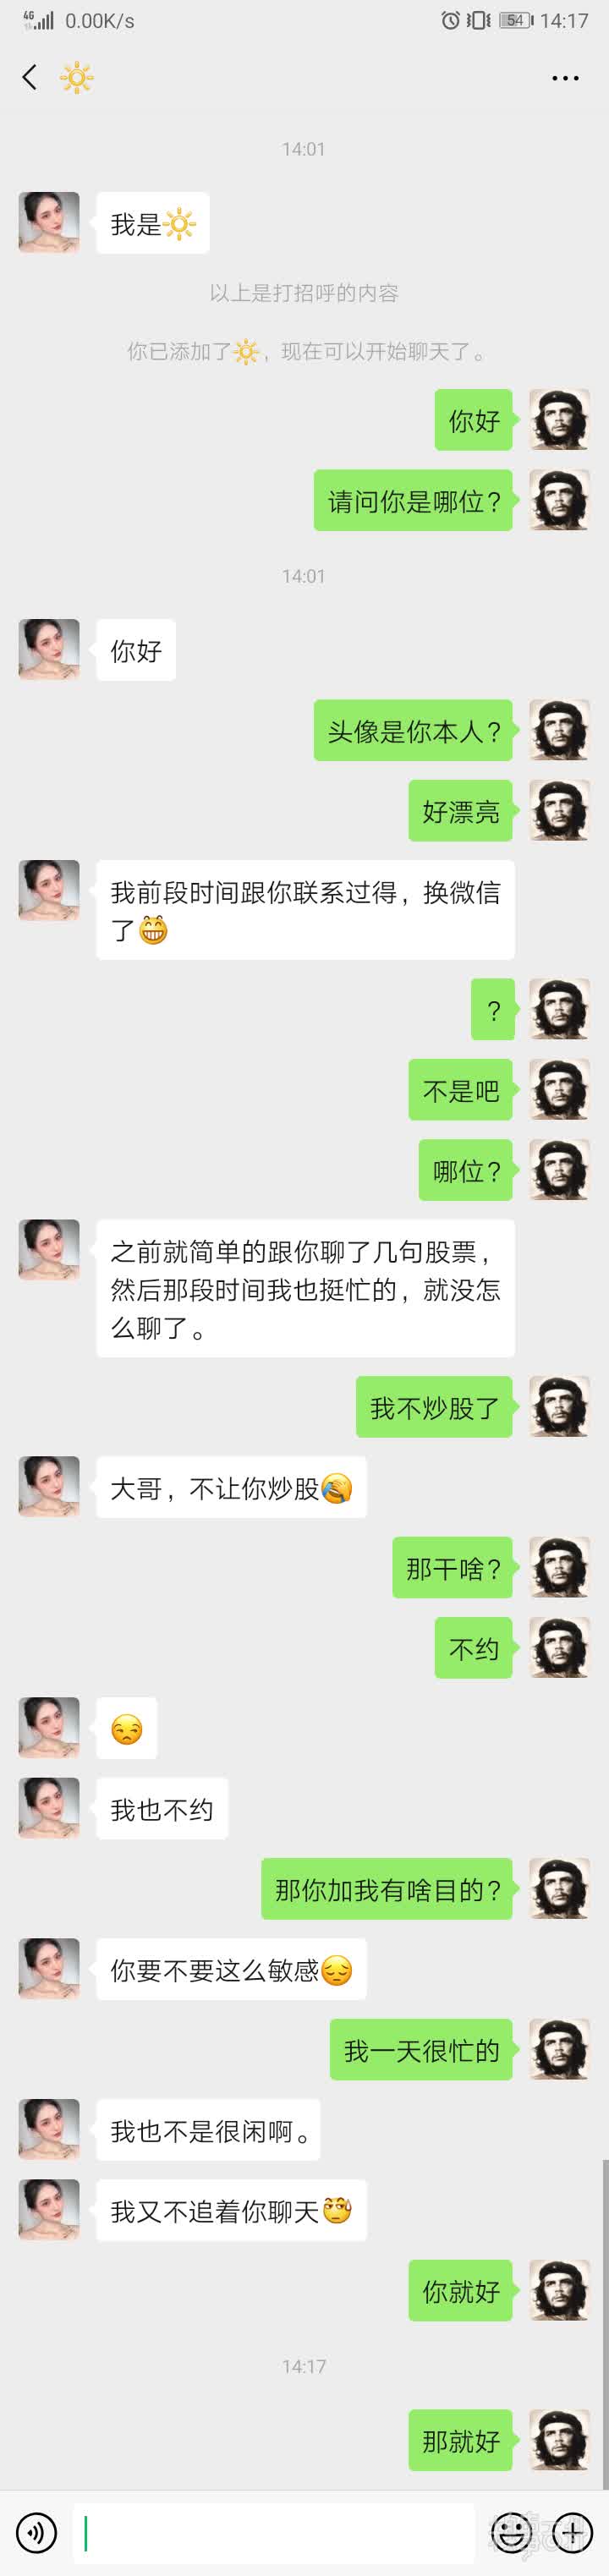 4G 0.00K/s 54 14:17
14:01
我是🔆
以上是打招呼的内容
你已添加了🔆，现在可以开始聊天了。
你好
请问你是哪位？
14:01
你好
头像是你本人？
好漂亮
我前段时间跟你联系过得，换微信
了😁
？
不是吧
哪位？
之前就简单的跟你聊了几句股票，
然后那段时间我也挺忙的，就没怎
么聊了。
我不炒股了
大哥，不让你炒股
那干啥？
不约
😒
我也不约
那你加我有啥目的？
你要不要这么敏感😔
我一天很忙的
我也不是很闲啊。
我又不追着你聊天
你就好
14:17
那就好